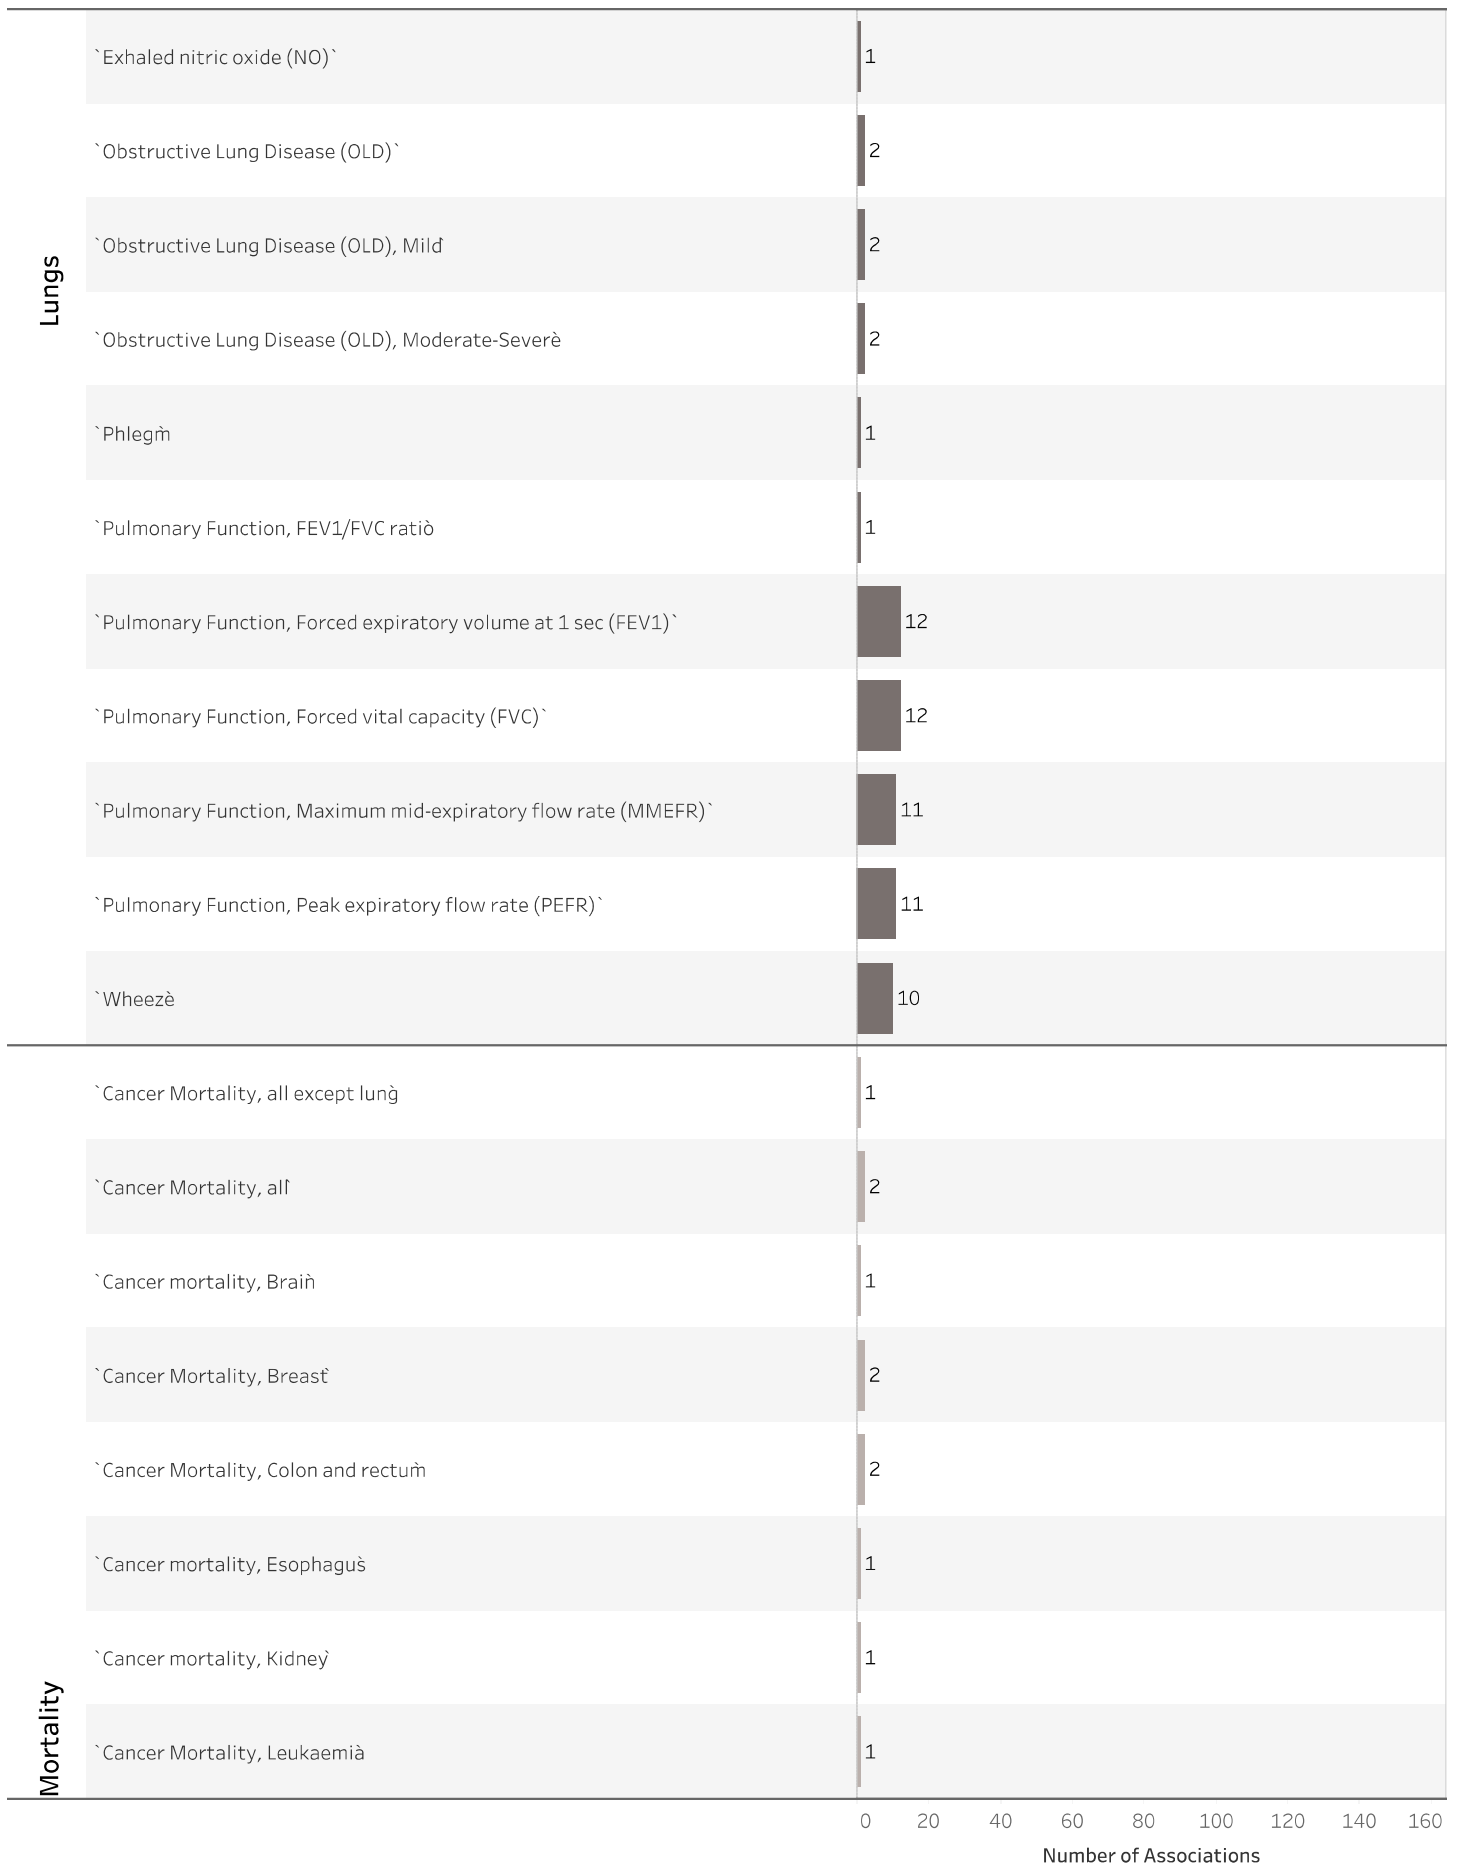 Lungs
`Exhaled nitric oxide (NO)` 1
`Obstructive Lung Disease (OLD)` 2
`Obstructive Lung Disease (OLD), Mild` 2
`Obstructive Lung Disease (OLD), Moderate-Severe` 2
`Phlegm` 1
`Pulmonary Function, FEV1/FVC ratio` 1
`Pulmonary Function, Forced expiratory volume at 1 sec (FEV1)` 12
`Pulmonary Function, Forced vital capacity (FVC)` 12
`Pulmonary Function, Maximum mid-expiratory flow rate (MMEFR)` 11
`Pulmonary Function, Peak expiratory flow rate (PEFR)` 11
`Wheeze` 10
Mortality
`Cancer Mortality, all except lung` 1
`Cancer Mortality, all` 2
`Cancer mortality, Brain` 1
`Cancer Mortality, Breast` 2
`Cancer Mortality, Colon and rectum` 2
`Cancer mortality, Esophagus` 1
`Cancer mortality, Kidney` 1
`Cancer Mortality, Leukaemia` 1
0 20 40 60 80 100 120 140 160
Number of Associations